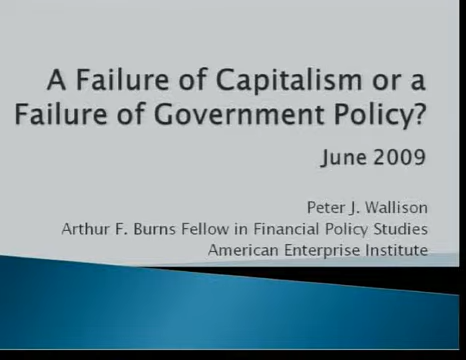 A Failure of Capitalism or a
Failure of Government Policy?
June 2009
Peter J. Wallison
Arthur F. Burns Fellow in Financial Policy Studies
American Enterprise Institute